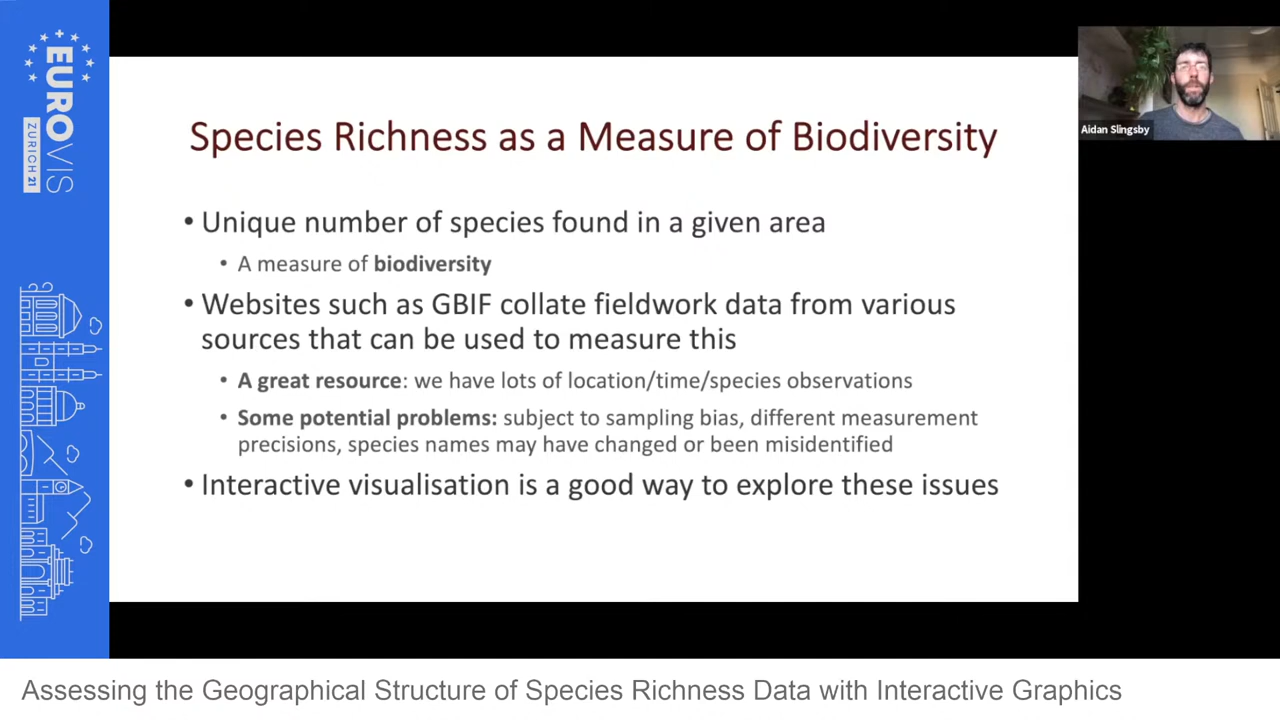 EUROVIS
ZURICH 21
Aidan Slingsby
Species Richness as a Measure of Biodiversity
• Unique number of species found in a given area
• A measure of biodiversity
• Websites such as GBIF collate fieldwork data from various
sources that can be used to measure this
• A great resource: we have lots of location/time/species observations
• Some potential problems: subject to sampling bias, different measurement
precisions, species names may have changed or been misidentified
• Interactive visualisation is a good way to explore these issues
Assessing the Geographical Structure of Species Richness Data with Interactive Graphics